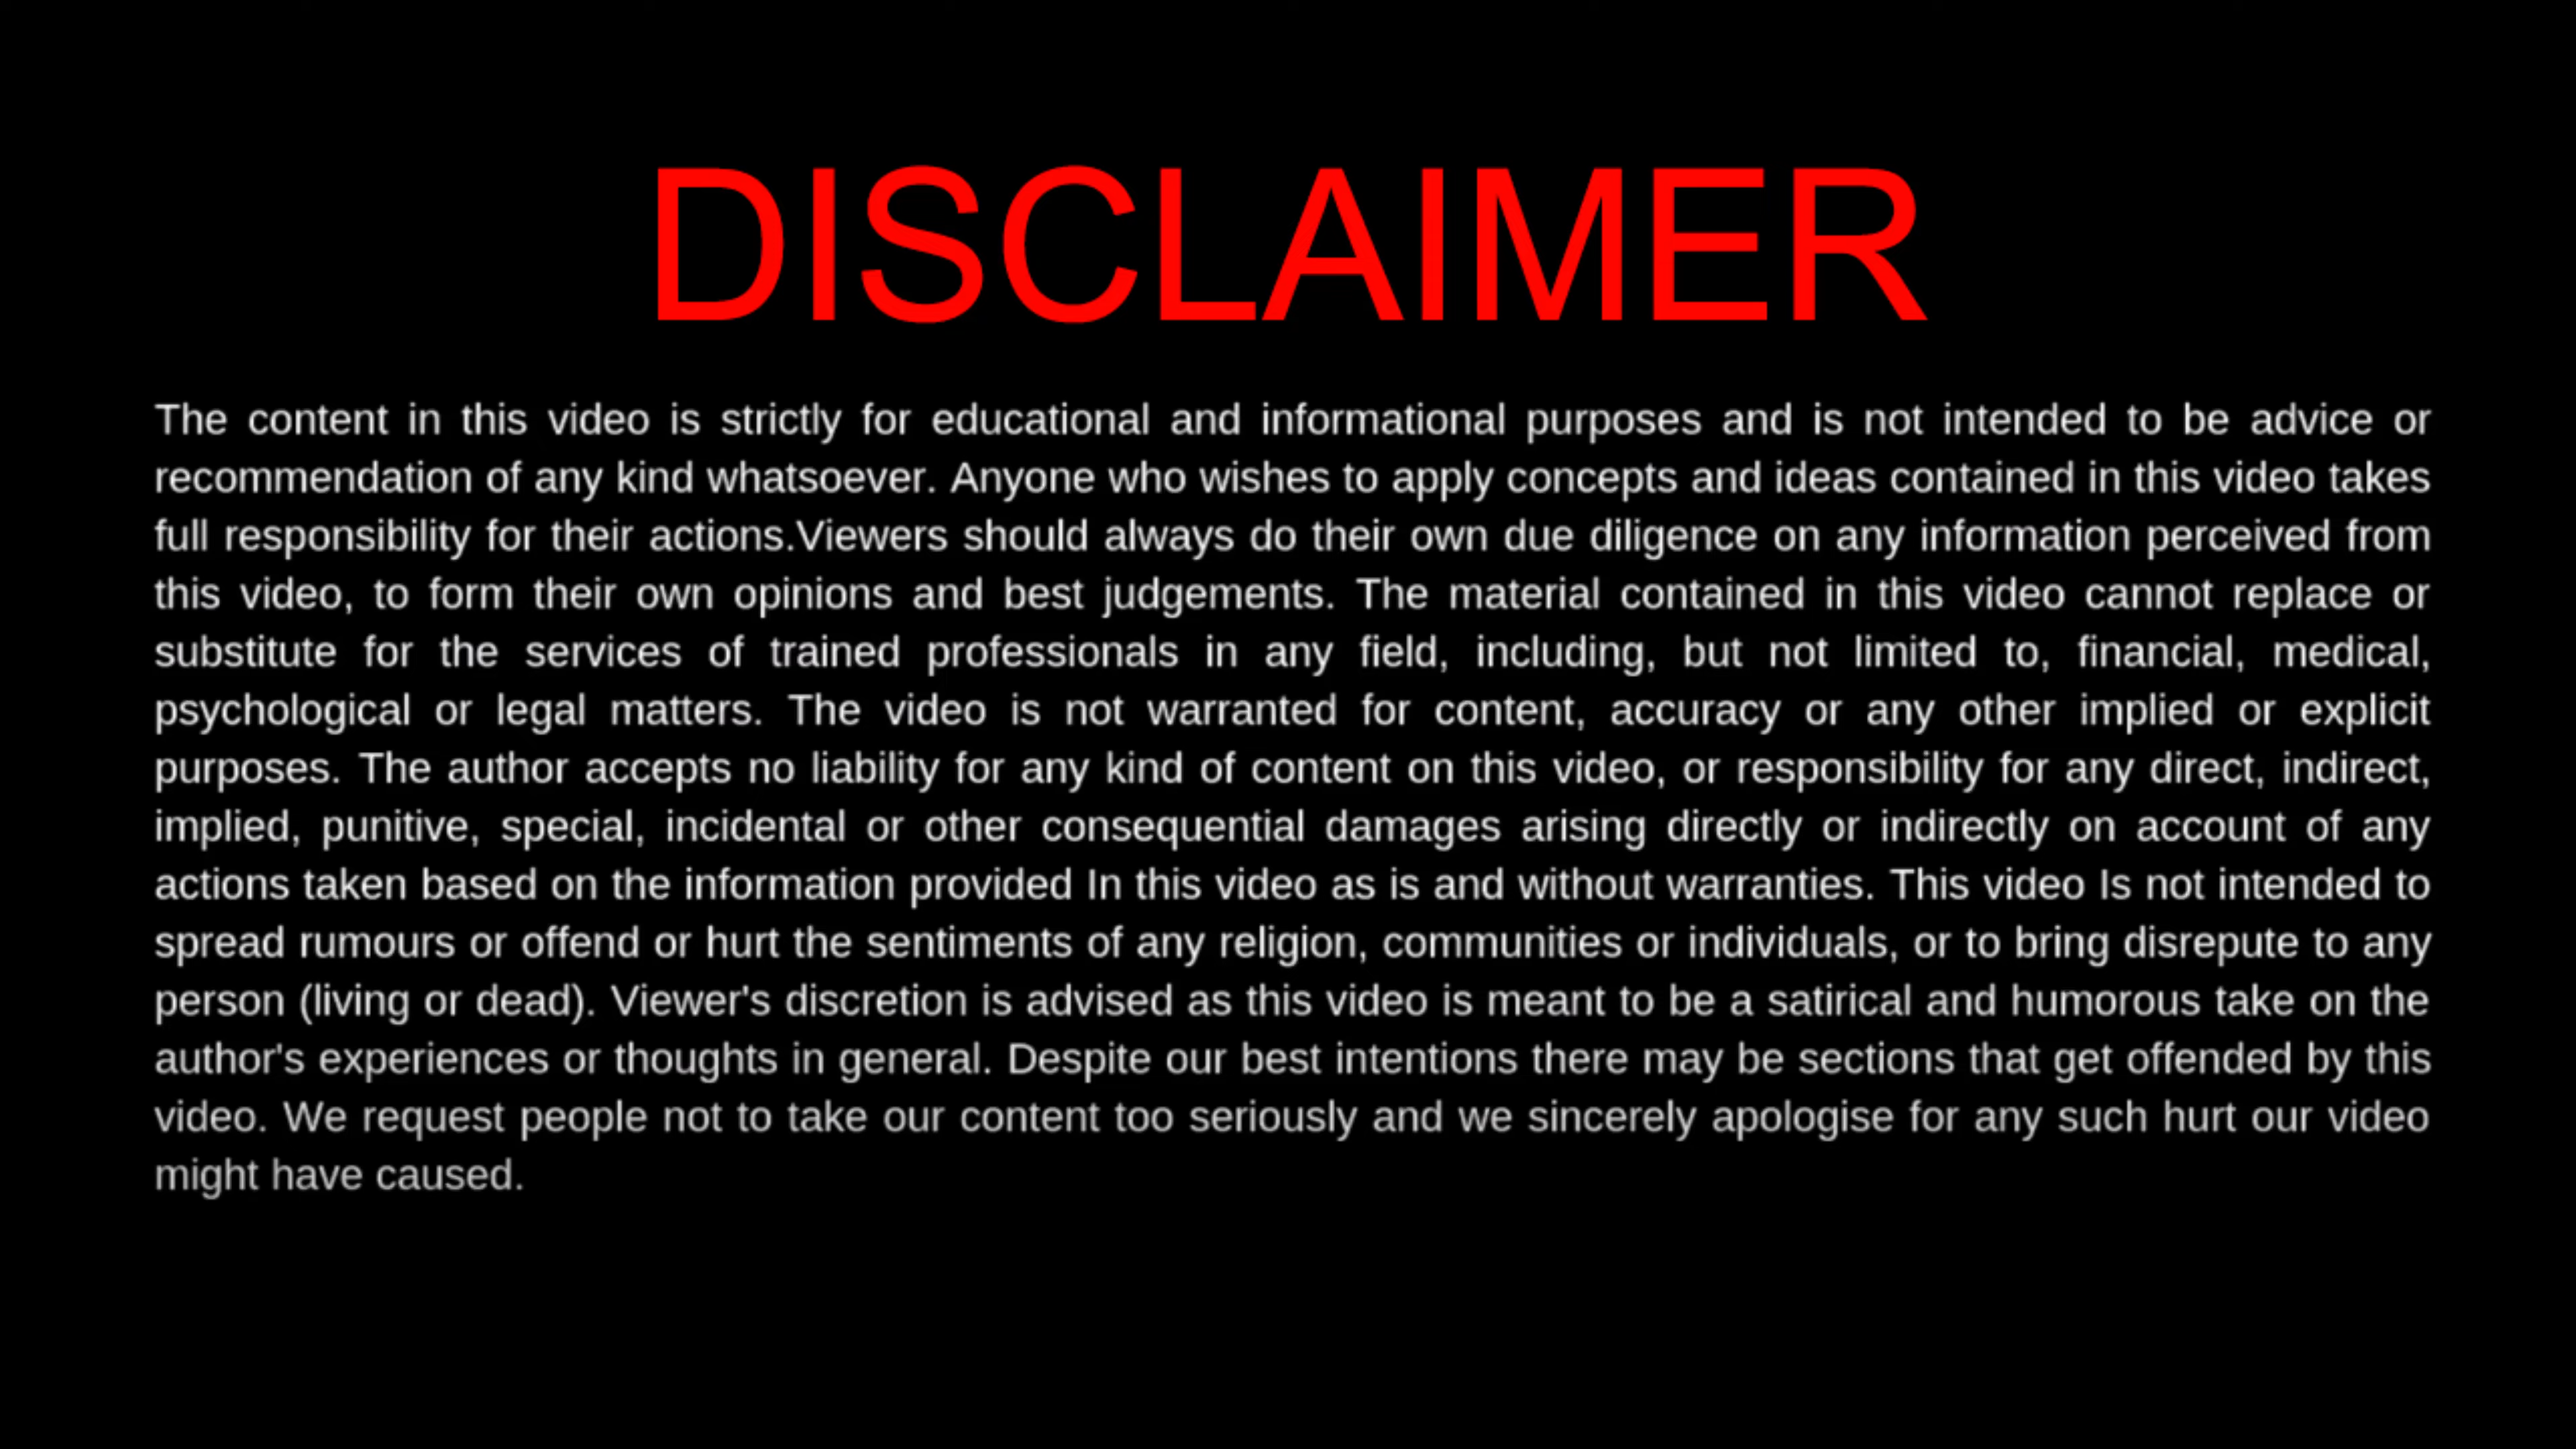 DISCLAIMER
The content in this video is strictly for educational and informational purposes and is not intended to be advice or
recommendation of any kind whatsoever. Anyone who wishes to apply concepts and ideas contained in this video takes
full responsibility for their actions.Viewers should always do their own due diligence on any information perceived from
this video, to form their own opinions and best judgements. The material contained in this video cannot replace or
substitute for the services of trained professionals in any field, including, but not limited to, financial, medical,
psychological or legal matters. The video is not warranted for content, accuracy or any other implied or explicit
purposes. The author accepts no liability for any kind of content on this video, or responsibility for any direct, indirect,
implied, punitive, special, incidental or other consequential damages arising directly or indirectly on account of any
actions taken based on the information provided In this video as is and without warranties. This video Is not intended to
spread rumours or offend or hurt the sentiments of any religion, communities or individuals, or to bring disrepute to any
person (living or dead). Viewer's discretion is advised as this video is meant to be a satirical and humorous take on the
author's experiences or thoughts in general. Despite our best intentions there may be sections that get offended by this
video. We request people not to take our content too seriously and we sincerely apologise for any such hurt our video
might have caused.